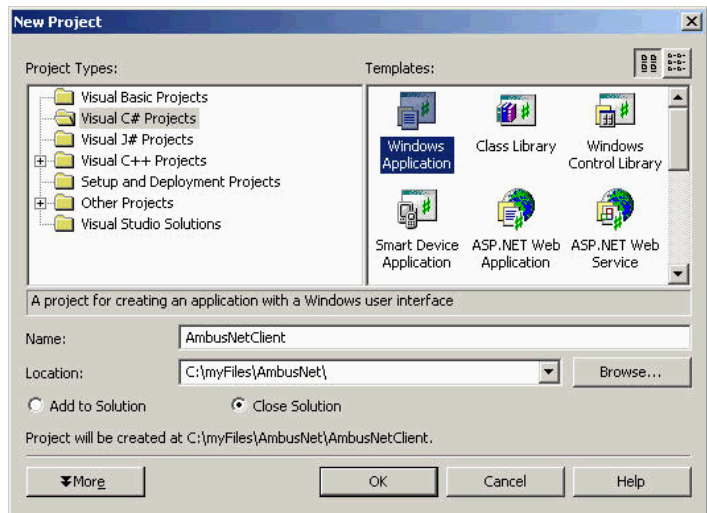 New Project
Project Types:
Templates:
Visual Basic Projects
Visual C# Projects
Visual J# Projects
Visual C++ Projects
Setup and Deployment Projects
Other Projects
Visual Studio Solutions
Windows
Application
Class Library
Windows
Control Library
Smart Device
Application
ASP.NET Web
Application
ASP.NET Web
Service
A project for creating an application with a Windows user interface
Name:
AmbusNetClient
Location:
C:\myFiles\AmbusNet\
Browse...
Add to Solution
Close Solution
Project will be created at C:\myFiles\AmbusNet\AmbusNetClient.
More
OK
Cancel
Help